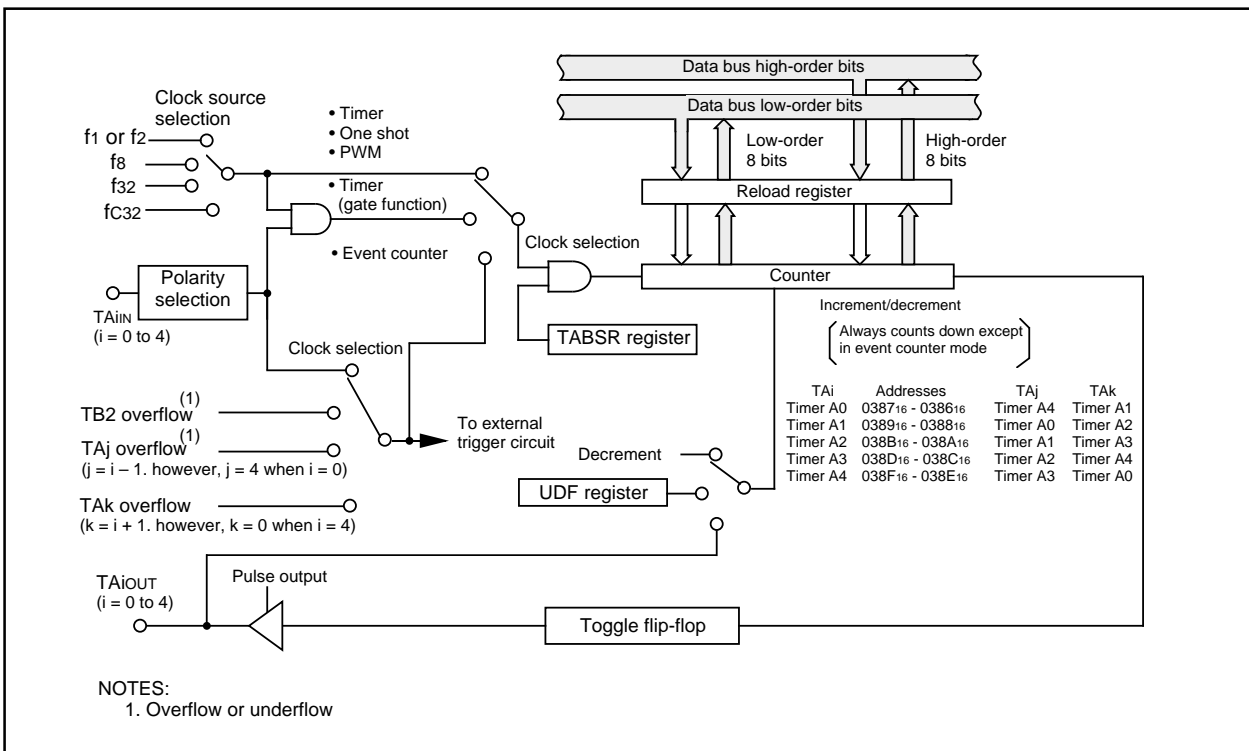 Data bus high-order bits
Data bus low-order bits
Clock source
selection
f1 or f2
f8
f32
fC32
• Timer
• One shot
• PWM
• Timer
(gate function)
• Event counter
Low-order
8 bits
High-order
8 bits
Reload register
Clock selection
Counter
Polarity
selection
TAiIN
(i = 0 to 4)
TABSR register
Increment/decrement
Always counts down except
in event counter mode
Clock selection
TB2 overflow (1)
TAj overflow (1)
(j = i – 1. however, j = 4 when i = 0)
TAk overflow
(k = i + 1. however, k = 0 when i = 4)
To external
trigger circuit
Decrement
UDF register
TAi Addresses TAj TAk
Timer A0 038716 - 038616 Timer A4 Timer A1
Timer A1 038916 - 038816 Timer A0 Timer A2
Timer A2 038B16 - 038A16 Timer A1 Timer A3
Timer A3 038D16 - 038C16 Timer A2 Timer A4
Timer A4 038F16 - 038E16 Timer A3 Timer A0
TAiOUT
(i = 0 to 4)
Pulse output
Toggle flip-flop
NOTES:
1. Overflow or underflow